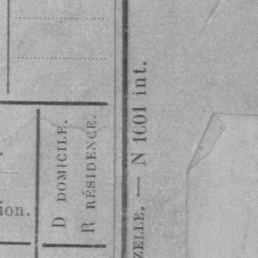 D DOMICILE.
R RÉSIDENCE.
ion.
ZELLE. — N 1001 int.